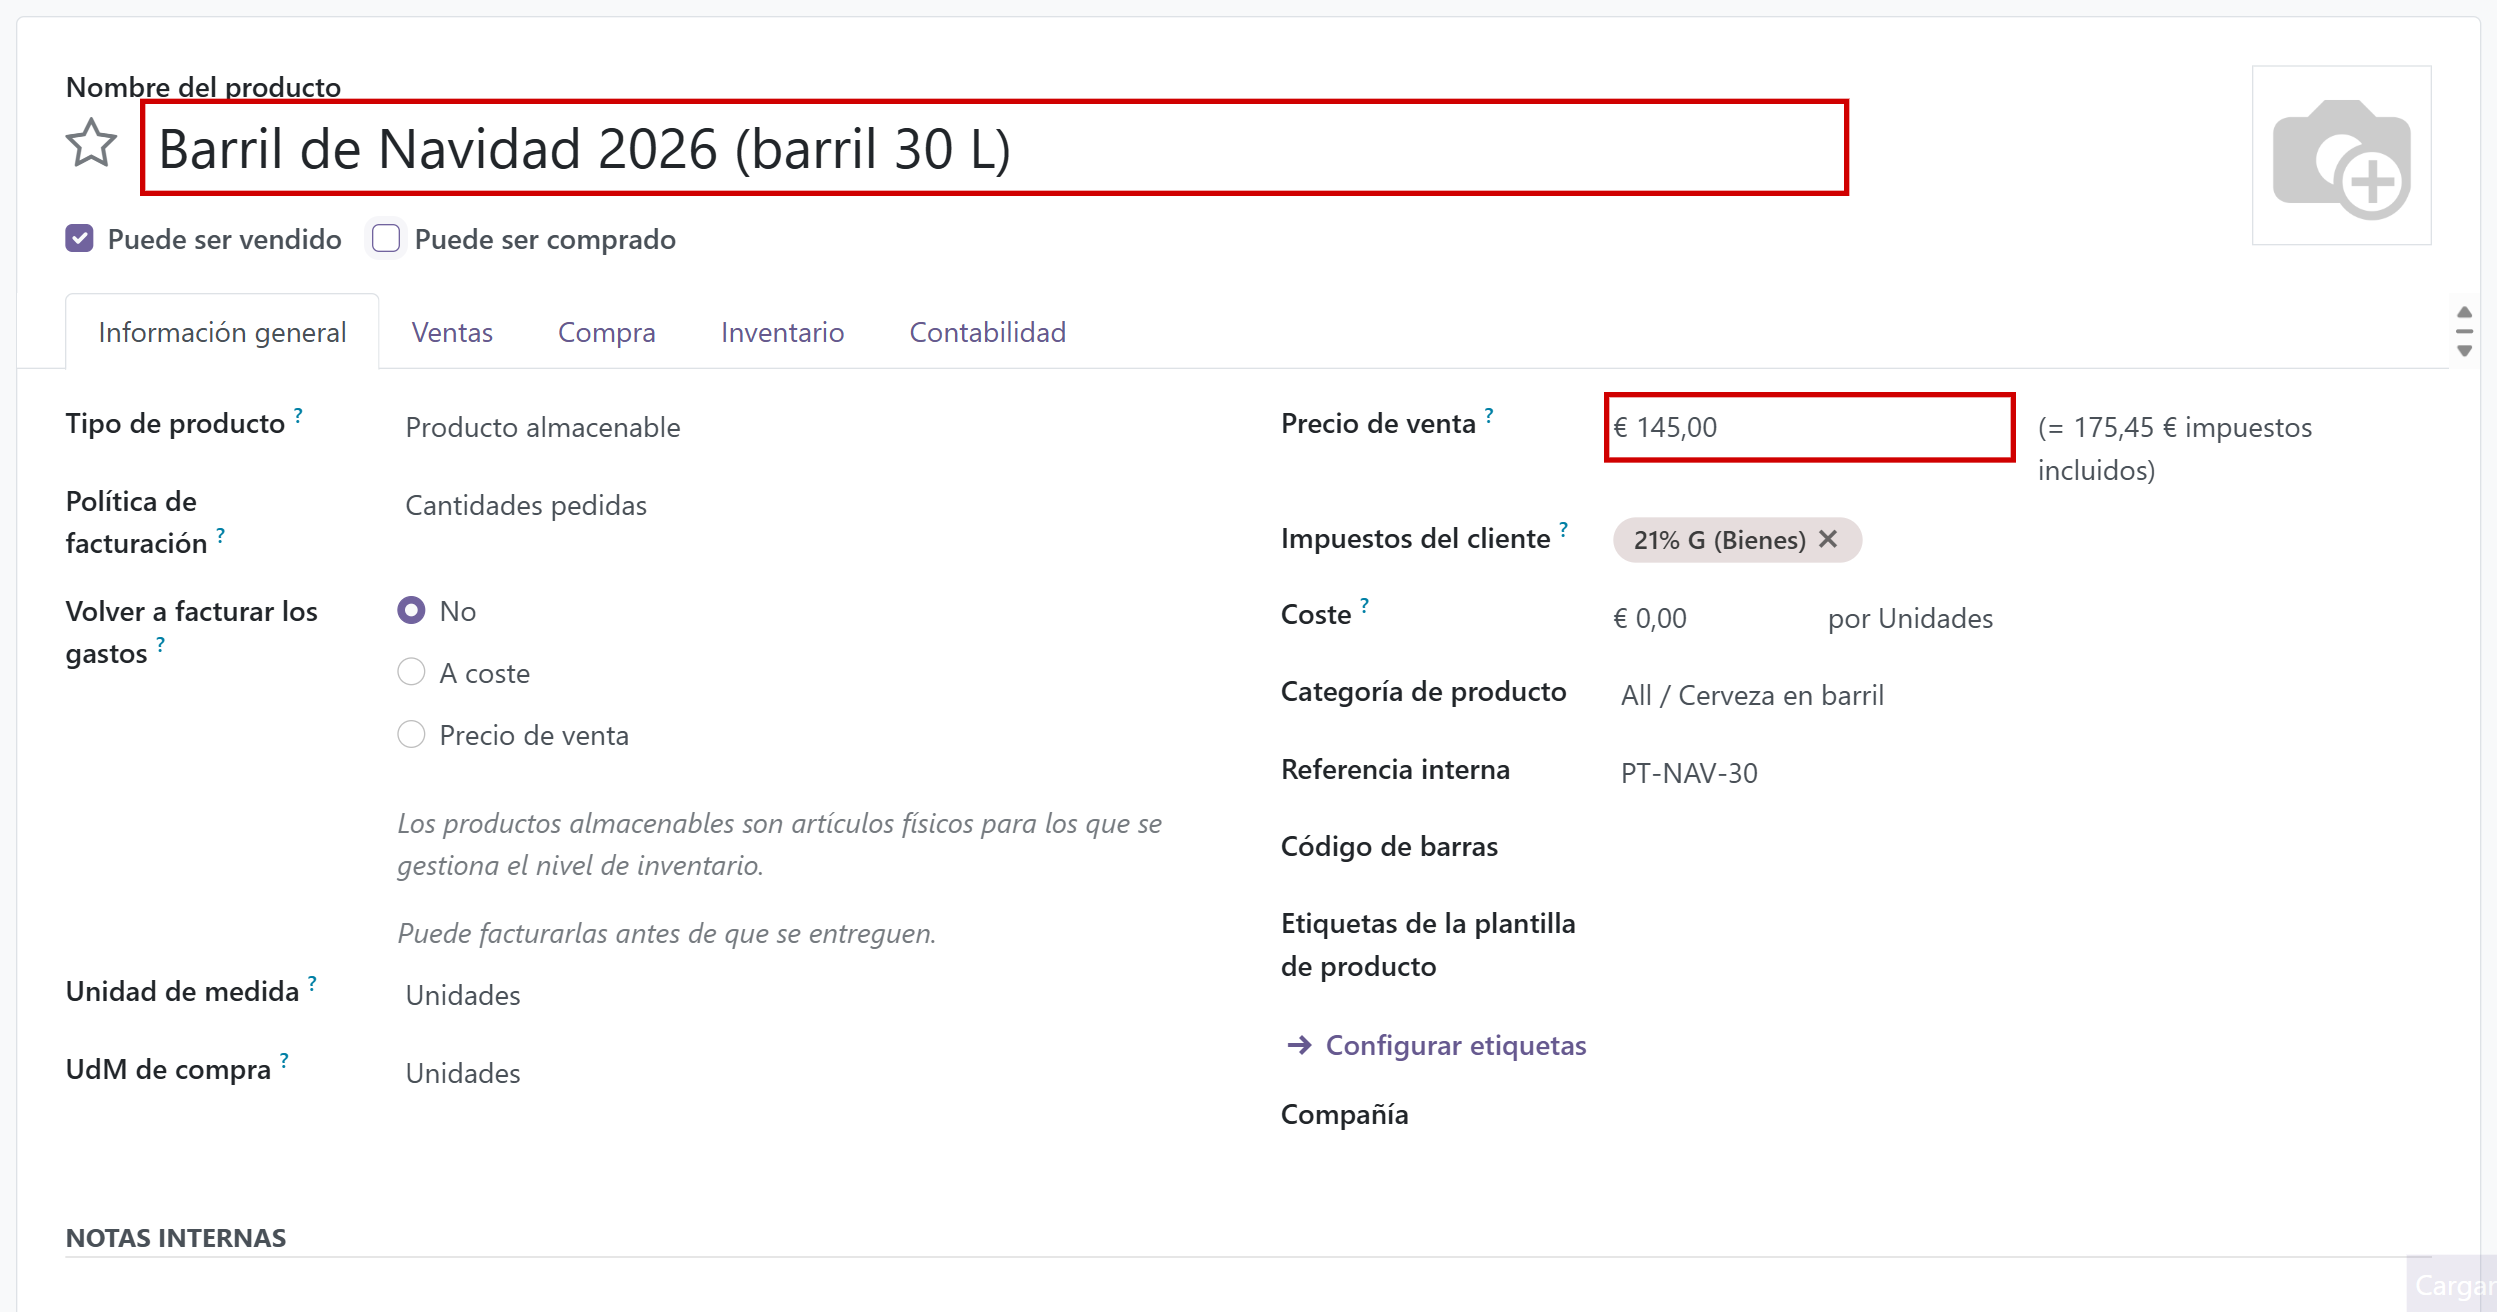 Nombre del producto
Barril de Navidad 2026 (barril 30 L)
Puede ser vendido Puede ser comprado
Información general Ventas Compra Inventario Contabilidad
Tipo de producto ? Producto almacenable
Política de
facturación ? Cantidades pedidas
Volver a facturar los
gastos ?
No
A coste
Precio de venta
Los productos almacenables son artículos físicos para los que se
gestiona el nivel de inventario.
Puede facturarlas antes de que se entreguen.
Unidad de medida ? Unidades
UdM de compra ? Unidades
Precio de venta ? € 145,00 (= 175,45 € impuestos
incluidos)
Impuestos del cliente ? 21% G (Bienes) ✕
Coste ? € 0,00 por Unidades
Categoría de producto All / Cerveza en barril
Referencia interna PT-NAV-30
Código de barras
Etiquetas de la plantilla
de producto
→ Configurar etiquetas
Compañía
NOTAS INTERNAS